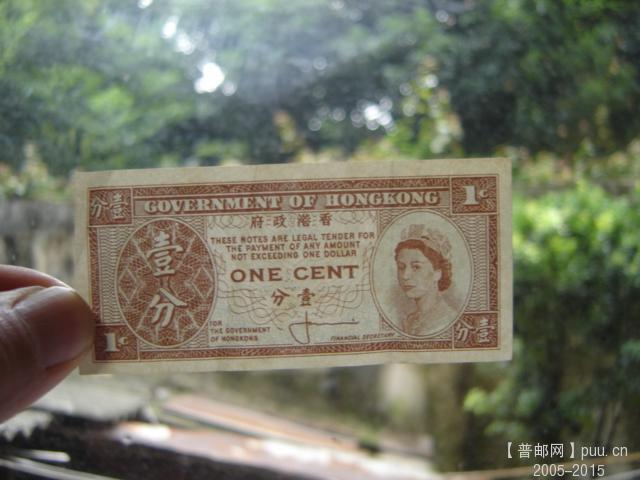 分壹 GOVERNMENT OF HONGKONG 1¢
府政港香
THESE NOTES ARE LEGAL TENDER FOR
THE PAYMENT OF ANY AMOUNT
NOT EXCEEDING ONE DOLLAR
ONE CENT
分壹
壹
分
FOR
THE GOVERNMENT
OF HONGKONG
FINANCIAL SECRETARY
1¢
分壹
【普邮网】puu.cn
2005-2015